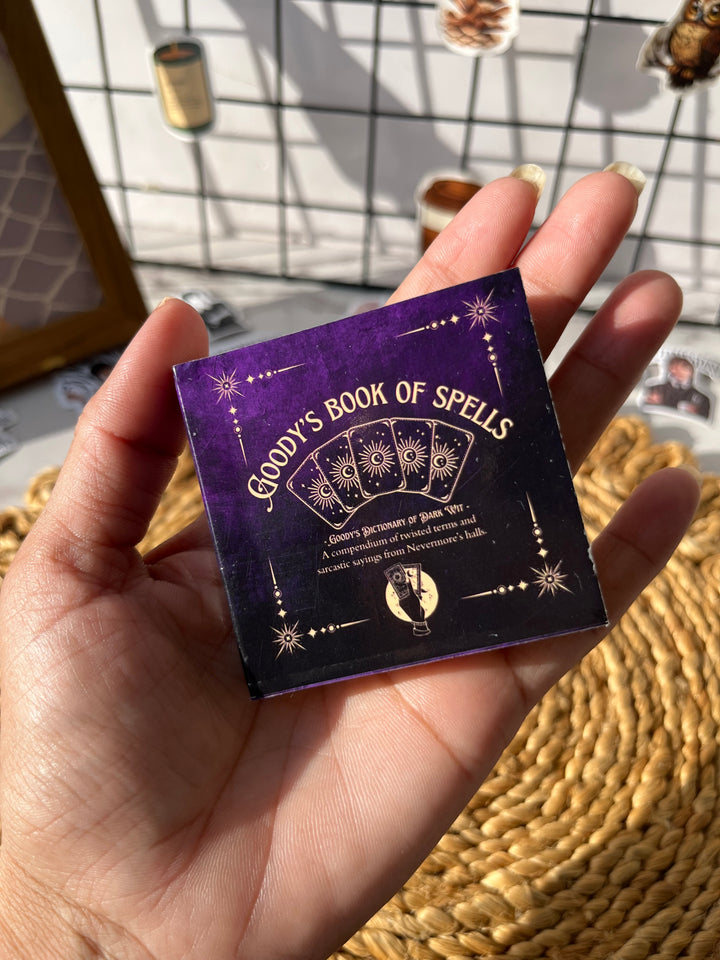 GOODY'S BOOK OF SPELLS
· GOODY'S DICTIONARY OF DARK WIT ·
A compendium of twisted terms and
sarcastic sayings from Nevermore's halls.